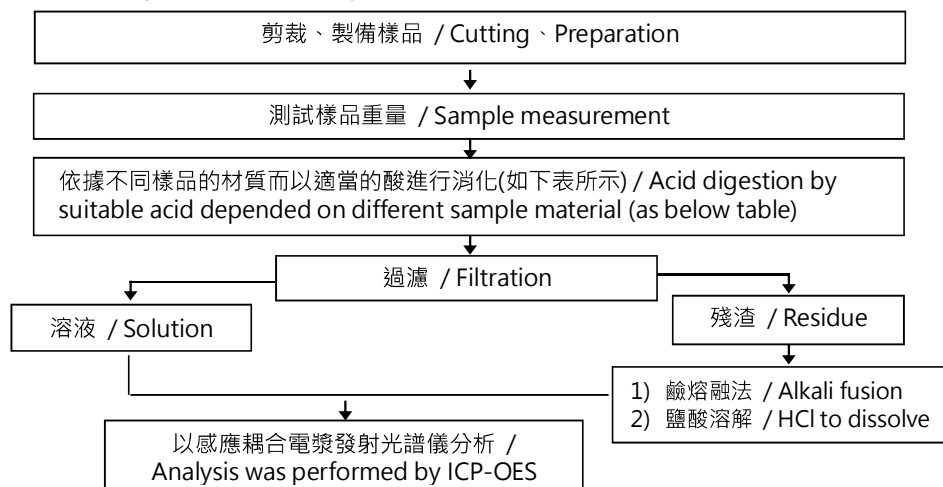 剪裁、製備樣品 / Cutting、Preparation
測試樣品重量 / Sample measurement
依據不同樣品的材質而以適當的酸進行消化(如下表所示) / Acid digestion by
suitable acid depended on different sample material (as below table)
過濾 / Filtration
溶液 / Solution
殘渣 / Residue
1) 鹼熔融法 / Alkali fusion
2) 鹽酸溶解 / HCl to dissolve
以感應耦合電漿發射光譜儀分析 /
Analysis was performed by ICP-OES